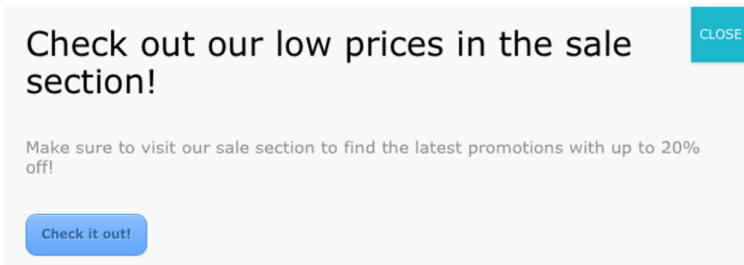 Check out our low prices in the sale
section!
CLOSE
Make sure to visit our sale section to find the latest promotions with up to 20%
off!
Check it out!